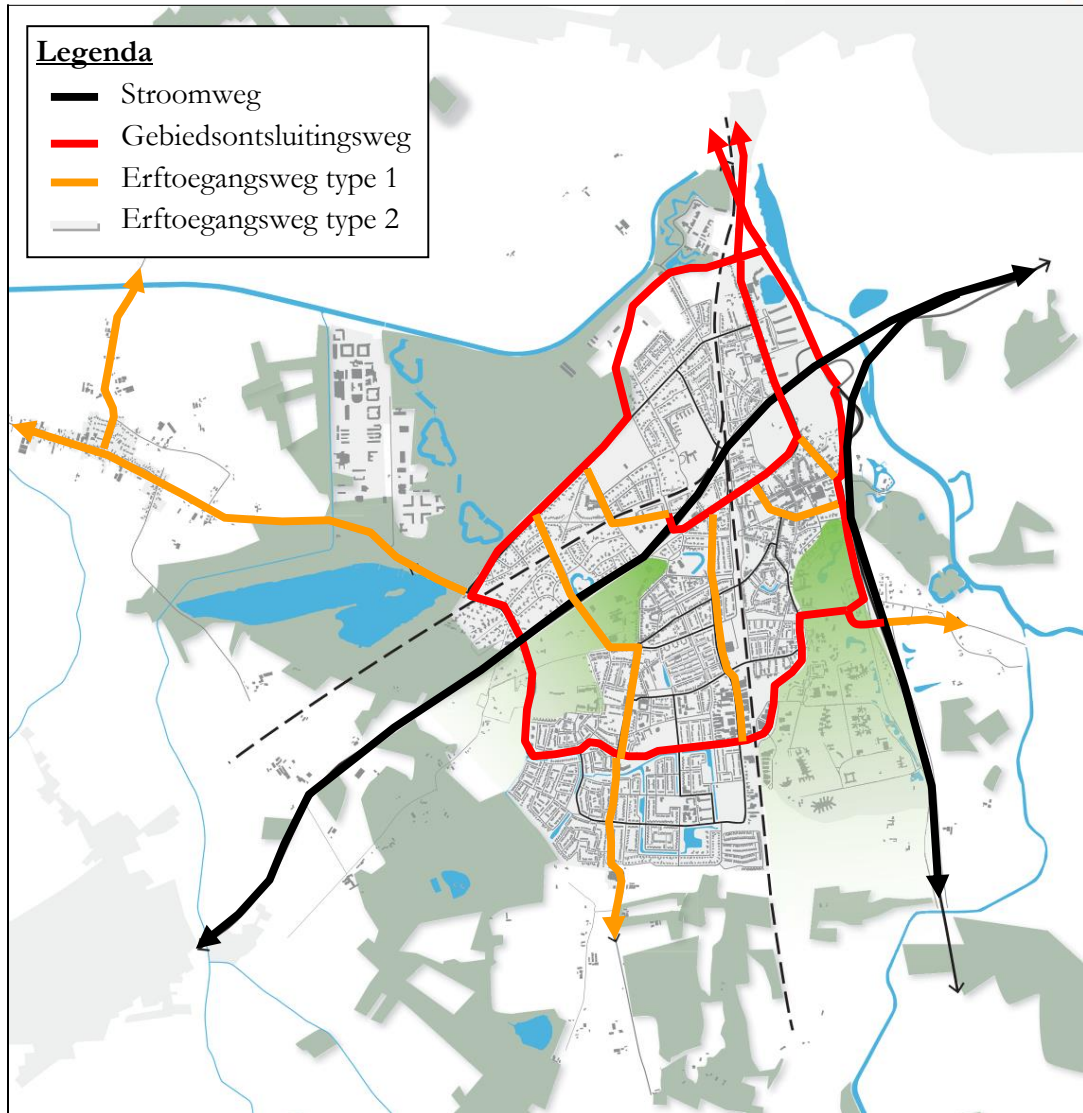 Legenda
Stroomweg
Gebiedsontsluitingsweg
Erftoegangsweg type 1
Erftoegangsweg type 2